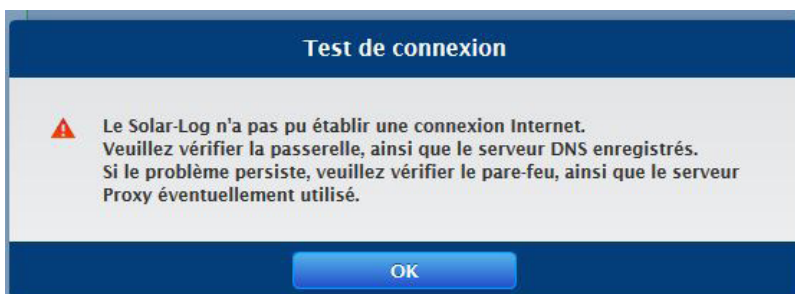 Test de connexion
Le Solar-Log n'a pas pu établir une connexion Internet.
Veuillez vérifier la passerelle, ainsi que le serveur DNS enregistrés.
Si le problème persiste, veuillez vérifier le pare-feu, ainsi que le serveur
Proxy éventuellement utilisé.
OK